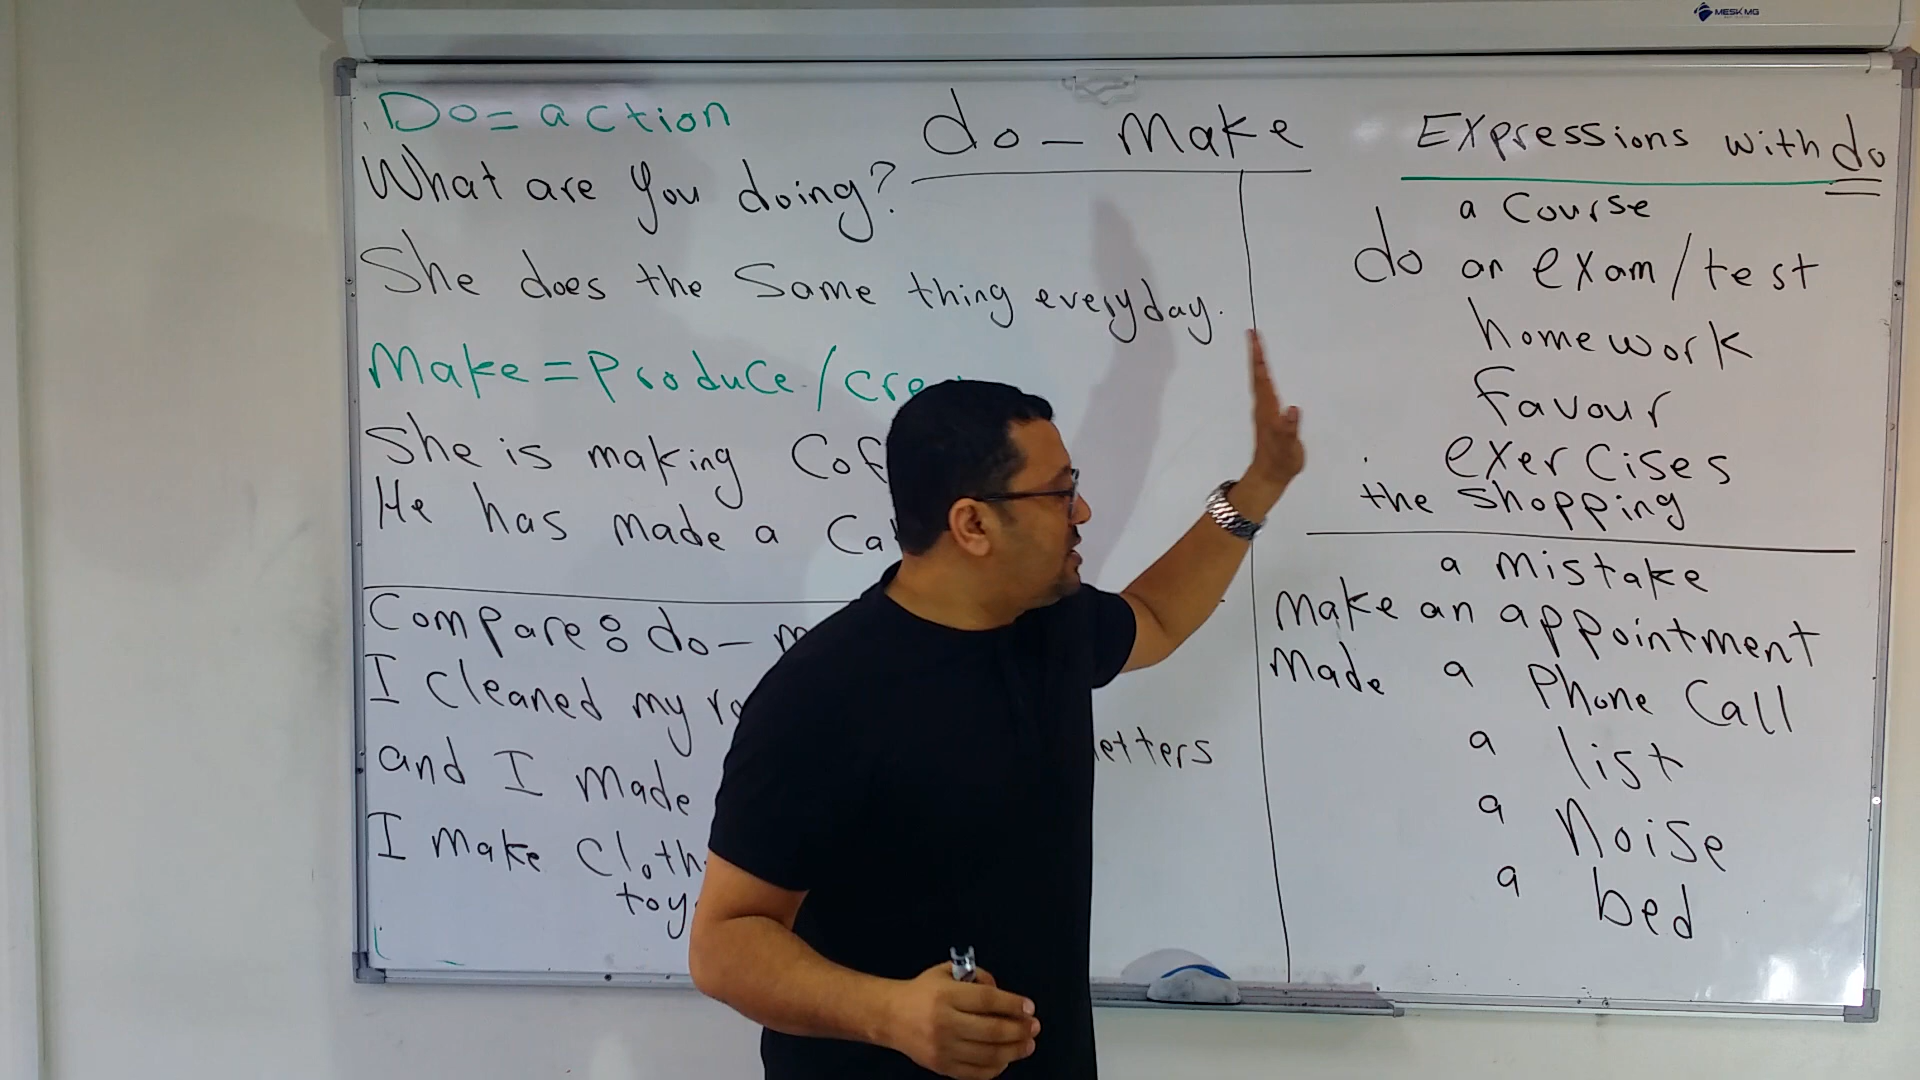 MESK MG
do - Make
Do = action
What are you doing?
She does the Same thing everyday.
Make = Produce / cre
She is making Cof
He has made a Ca
Compare: do - m
I cleaned my ro
and I made
letters
I make Cloth
toy
Expressions with do
a Course
do an exam/test
homework
favour
exercises
the shopping
a mistake
Make an appointment
Made a Phone Call
a list
a Noise
a bed